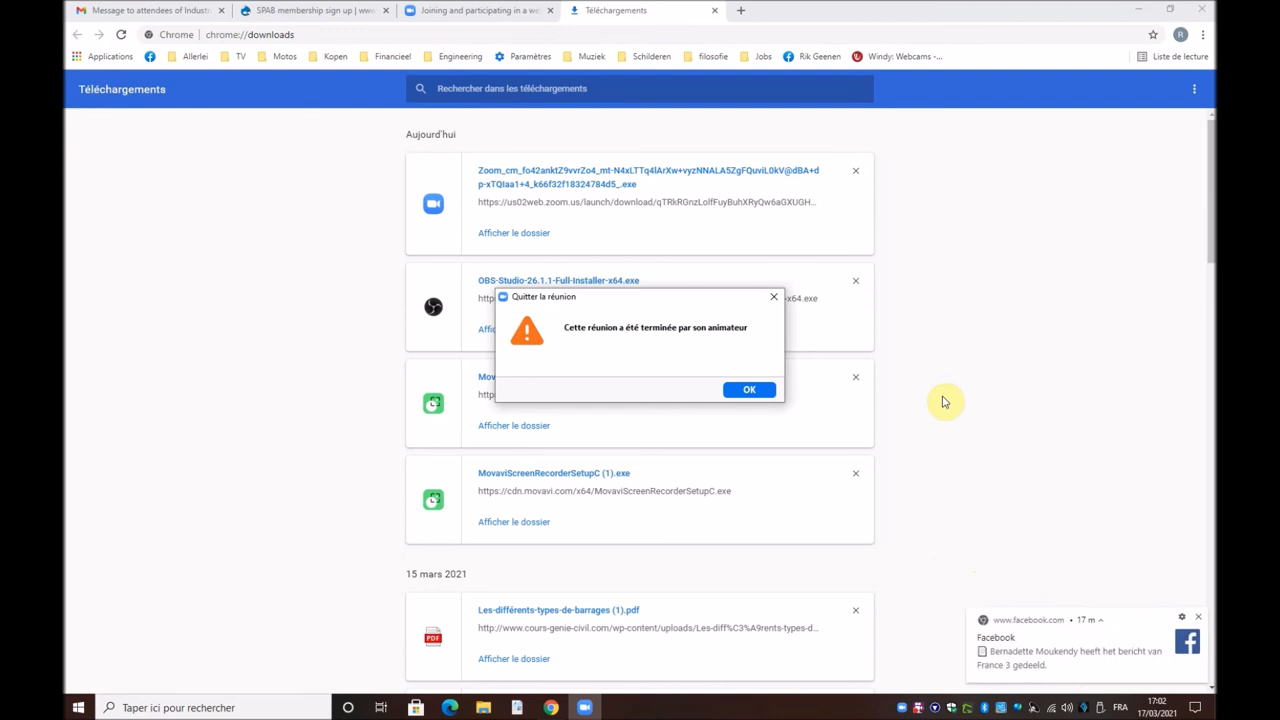 Message to attendees of Industr
SPAB membership sign up | www
Joining and participating in a we
Téléchargements
Chrome | chrome://downloads
Applications
Allerlei
TV
Motos
Kopen
Financieel
Engineering
Paramètres
Muziek
Schilderen
filosofie
Jobs
Rik Geenen
Windy: Webcams -...
Liste de lecture
R
Téléchargements
Rechercher dans les téléchargements
Aujourd'hui
Zoom_cm_fo42anktZ9vvrZo4_mt-N4xLTTq4lArXw+vyzNNALA5ZgFQuviL0kV@dBA+d
p-xTQIaa1+4_k66f32f18324784d5_.exe
https://us02web.zoom.us/launch/download/qTRkRGnzLolfFuyBuhXRyQw6aGXUGH...
Afficher le dossier
OBS-Studio-26.1.1-Full-Installer-x64.exe
http
-x64.exe
Affic
Quitter la réunion
Cette réunion a été terminée par son animateur
OK
Mov
http
Afficher le dossier
MovaviScreenRecorderSetupC (1).exe
https://cdn.movavi.com/x64/MovaviScreenRecorderSetupC.exe
Afficher le dossier
15 mars 2021
Les-différents-types-de-barrages (1).pdf
PDF
http://www.cours-genie-civil.com/wp-content/uploads/Les-diff%C3%A9rents-types-d...
Afficher le dossier
www.facebook.com • 17 m
Facebook
Bernadette Moukendy heeft het bericht van
France 3 gedeeld.
Taper ici pour rechercher
FRA
17:02
17/03/2021